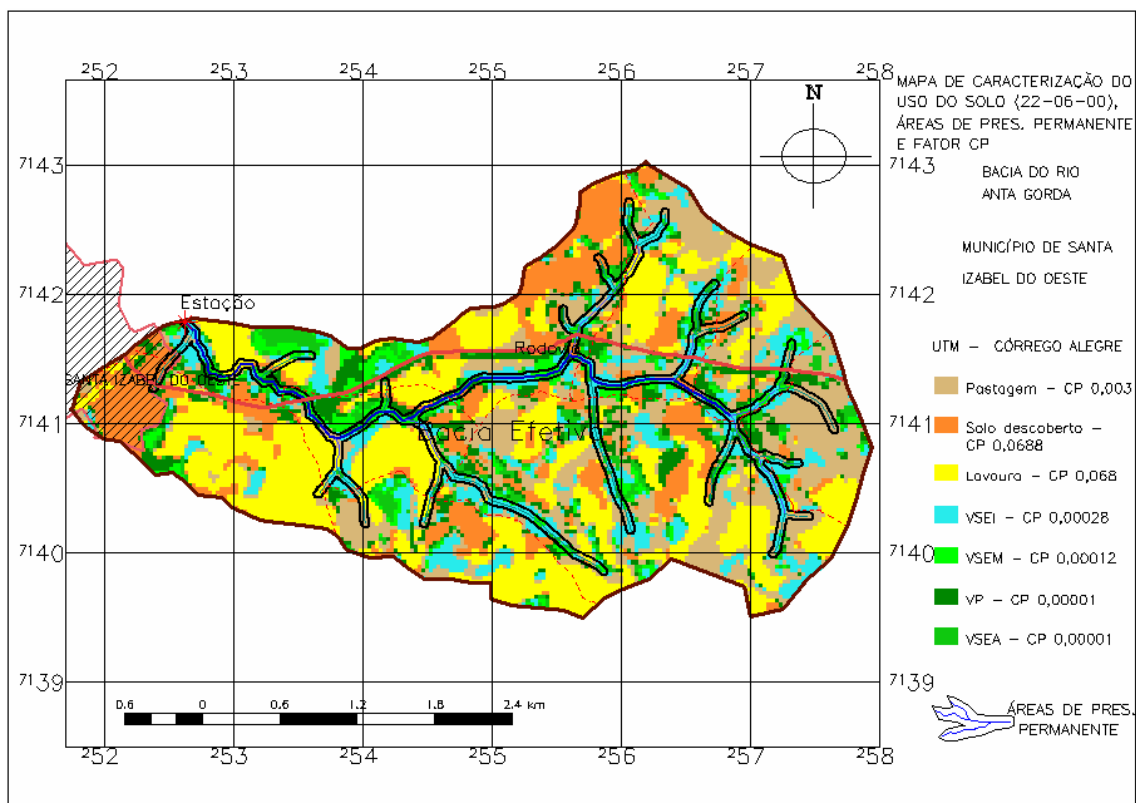 252 253 254 255 256 257 258
MAPA DE CARACTERIZAÇÃO DO
USO DO SOLO (22-06-00),
ÁREAS DE PRES. PERMANENTE
E FATOR CP
BACIA DO RIO
ANTA GORDA
MUNICÍPIO DE SANTA
IZABEL DO OESTE
UTM – CÓRREGO ALEGRE
Pastagem – CP 0,003
Solo descoberto –
CP 0,0688
Lavoura – CP 0,068
VSEI – CP 0,00028
VSEM – CP 0,00012
VP – CP 0,00001
VSEA – CP 0,00001
ÁREAS DE PRES.
PERMANENTE
N
7143 7143
7142 7142
Estação
Rodov
SANTA IZABEL DO OESTE
7141 7141
Bacia Efetiv
7140 7140
7139 7139
0.6 0 0.6 1.2 1.8 2.4 km
252 253 254 255 256 257 258